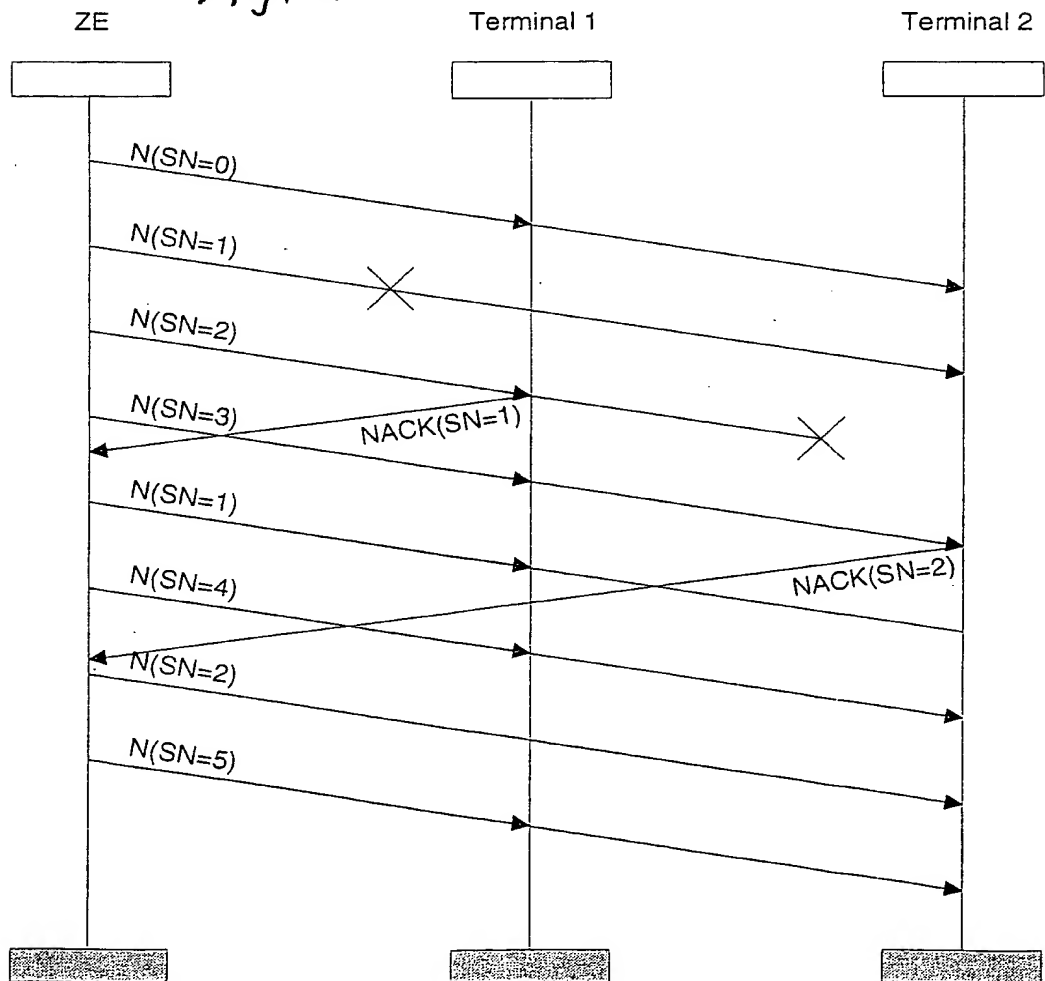 ZE Terminal 1 Terminal 2
N(SN=0)
N(SN=1)
N(SN=2)
N(SN=3)
NACK(SN=1)
N(SN=1)
NACK(SN=2)
N(SN=4)
N(SN=2)
N(SN=5)